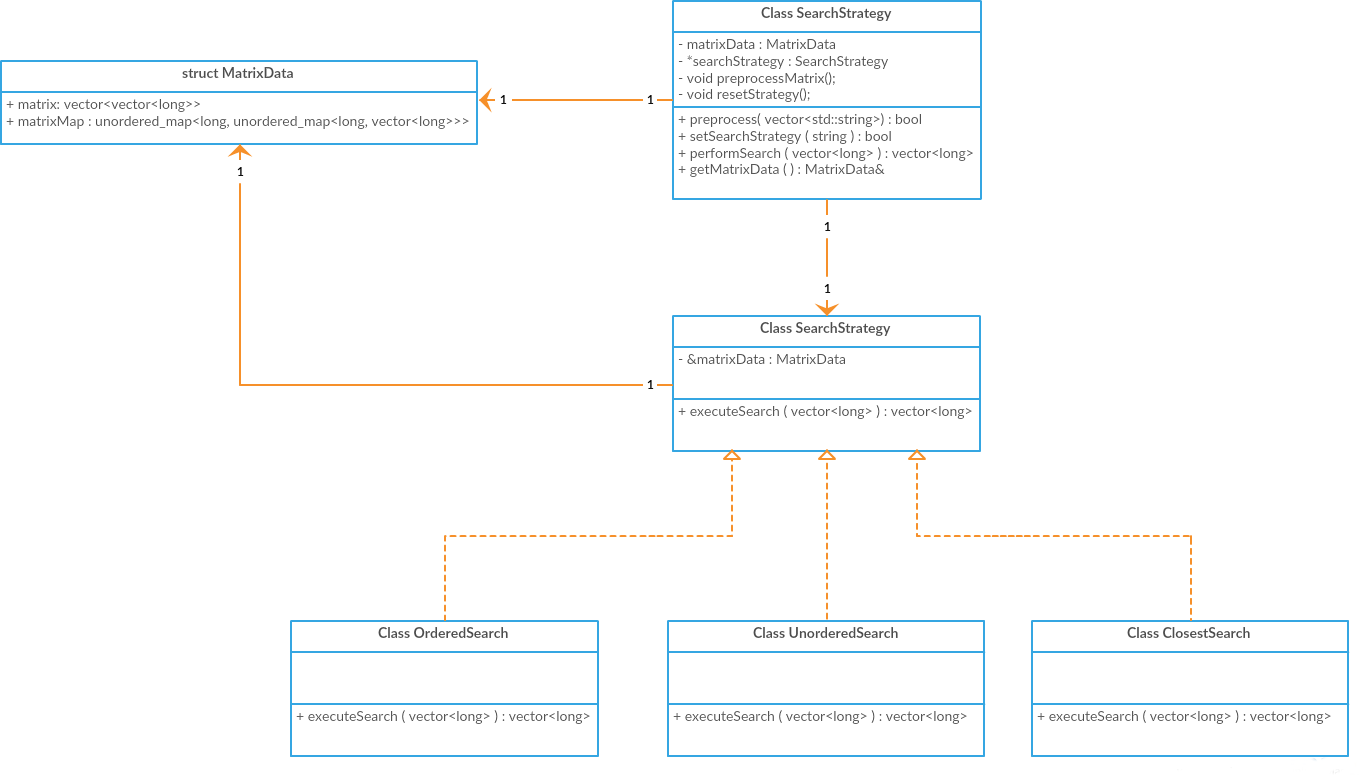 Class SearchStrategy
- matrixData : MatrixData
- *searchStrategy : SearchStrategy
- void preprocessMatrix();
- void resetStrategy();
+ preprocess( vector<std::string>) : bool
+ setSearchStrategy ( string ) : bool
+ performSearch ( vector<long> ) : vector<long>
+ getMatrixData ( ) : MatrixData&
struct MatrixData
+ matrix: vector<vector<long>>
+ matrixMap : unordered_map<long, unordered_map<long, vector<long>>>
1
1
1
1
1
1
Class SearchStrategy
- &matrixData : MatrixData
+ executeSearch ( vector<long> ) : vector<long>
Class OrderedSearch
+ executeSearch ( vector<long> ) : vector<long>
Class UnorderedSearch
+ executeSearch ( vector<long> ) : vector<long>
Class ClosestSearch
+ executeSearch ( vector<long> ) : vector<long>